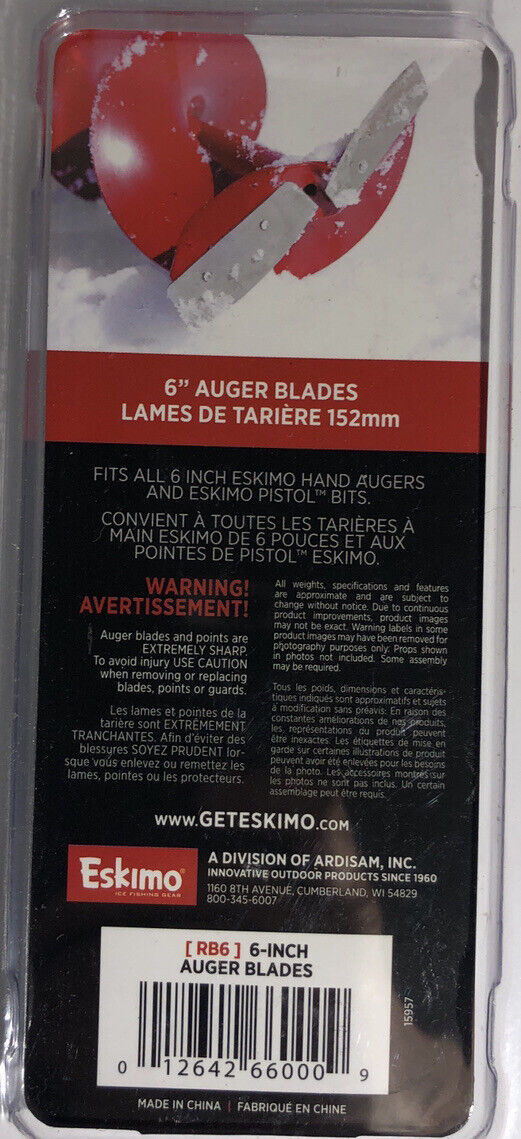 6” AUGER BLADES
LAMES DE TARIÈRE 152mm
FITS ALL 6 INCH ESKIMO HAND AUGERS
AND ESKIMO PISTOL™ BITS.
CONVIENT À TOUTES LES TARIÈRES À
MAIN ESKIMO DE 6 POUCES ET AUX
POINTES DE PISTOL™ ESKIMO.
WARNING!
AVERTISSEMENT!
Auger blades and points are
EXTREMELY SHARP.
To avoid injury USE CAUTION
when removing or replacing
blades, points or guards.
Les lames et pointes de la
tarière sont EXTRÊMEMENT
TRANCHANTES. Afin d'éviter des
blessures SOYEZ PRUDENT lor-
sque vous enlevez ou remettez les
lames, pointes ou les protecteurs.
All weights, specifications and features
are approximate and are subject to
change without notice. Due to continuous
product improvements, product images
may not be exact. Warning labels in some
product images may have been removed for
photography purposes only. Props shown
in photos not included. Some assembly
may be required.
Tous les poids, dimensions et caractéris-
tiques indiqués sont approximatifs et sujets
à modification sans préavis. En raison des
constantes améliorations de nos produits,
les représentations du produit peuvent
être inexactes. Les étiquettes de mise en
garde sur certaines illustrations de produit
peuvent avoir été enlevées pour les besoins
de la photo. Les accessoires montrés sur
les photos ne sont pas inclus. Un certain
assemblage peut être requis.
www.GETESKIMO.com
Eskimo®
ICE FISHING GEAR
A DIVISION OF ARDISAM, INC.
INNOVATIVE OUTDOOR PRODUCTS SINCE 1960
1160 8TH AVENUE, CUMBERLAND, WI 54829
800-345-6007
[ RB6 ] 6-INCH
AUGER BLADES
0 12642 66000 9
15957
MADE IN CHINA | FABRIQUÉ EN CHINE